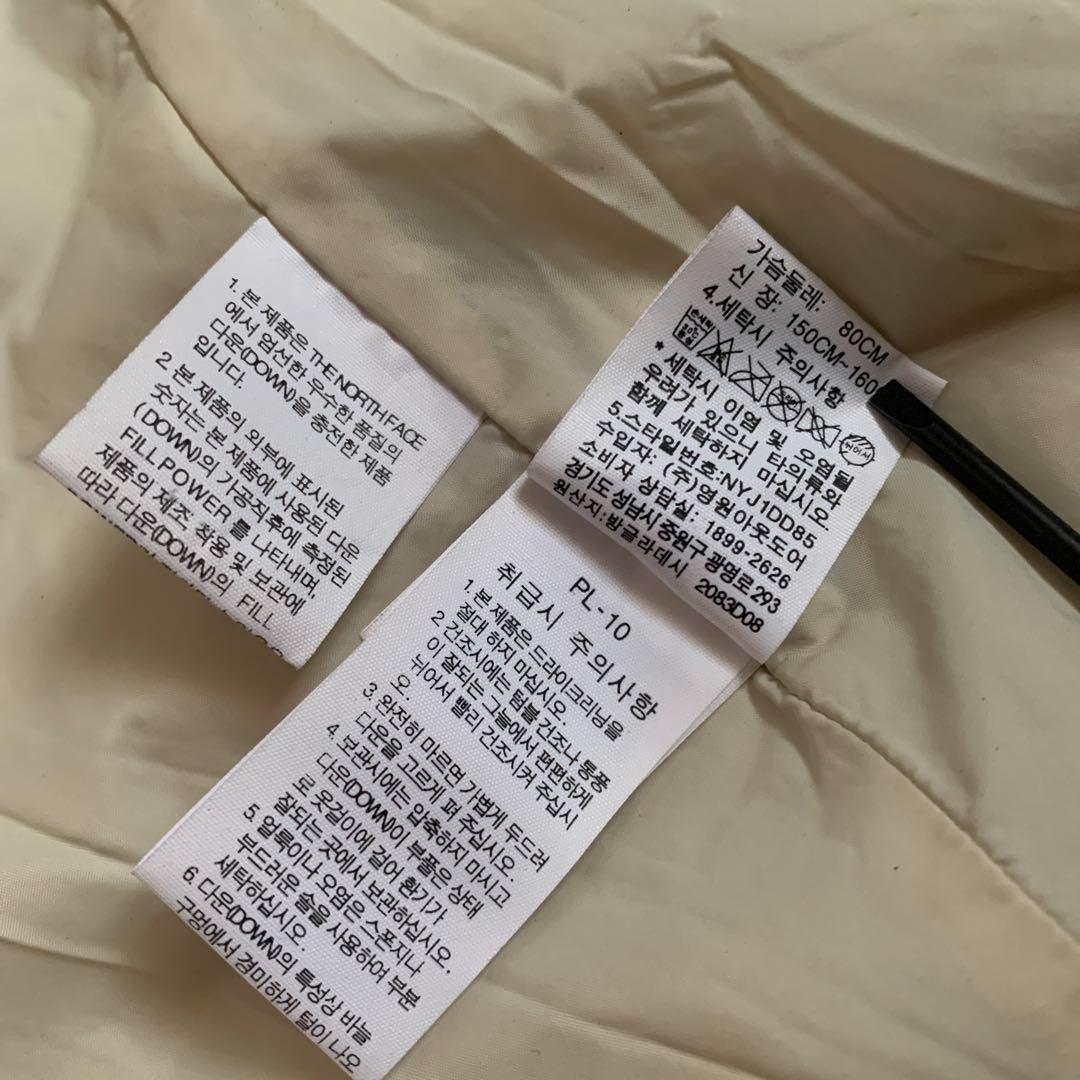 1. 본 제품은 THE NORTH FACE
에서 엄선한 우수한 품질의
다운(DOWN)을 충전한 제품
입니다.
2 본 제품의 외부에 표시된
숫자는 본 제품에 사용된 다운
(DOWN)의 가공직후에 측정된
FILL POWER 를 나타내며,
제품의 제조 착용 및 보관에
따라 다운(DOWN)의 FILL
가슴둘레: 80CM
신 장: 150CM~160
4.세탁시 주의사항
손세탁
30℃
중성
뉘어서
* 세탁시 이염 및 오염될
우려가 있으니 타의류와
함께 세탁하지 마십시오
5.스타일번호:NYJ1DD85
수입자: (주)영원아웃도어
소비자 상담실: 1899-2626
경기도 성남시 중원구 광명로 293
원산지:방글라데시 2083D08
PL-10
취급시 주의사항
1. 본 제품은 드라이크리닝을
절대 하지 마십시오.
2 건조시에는 텀블 건조나 통풍
이 잘되는 그늘에서 편편하게
뉘어서 빨리 건조시켜 주십시
오.
3. 완전히 마르면 가볍게 두드려
다운을 고르게 펴 주십시오.
4. 보관시에는 압축하지 마시고
다운(DOWN)이 부풀은 상태
로 옷걸이에 걸어 환기가
잘되는 곳에서 보관하십시오.
5. 얼룩이나 오염은 스폰지나
부드러운 솔을 사용하여 부분
세탁하십시오.
6. 다운(DOWN)의 특성상 바늘
구멍에서 경미하게 털이 나오